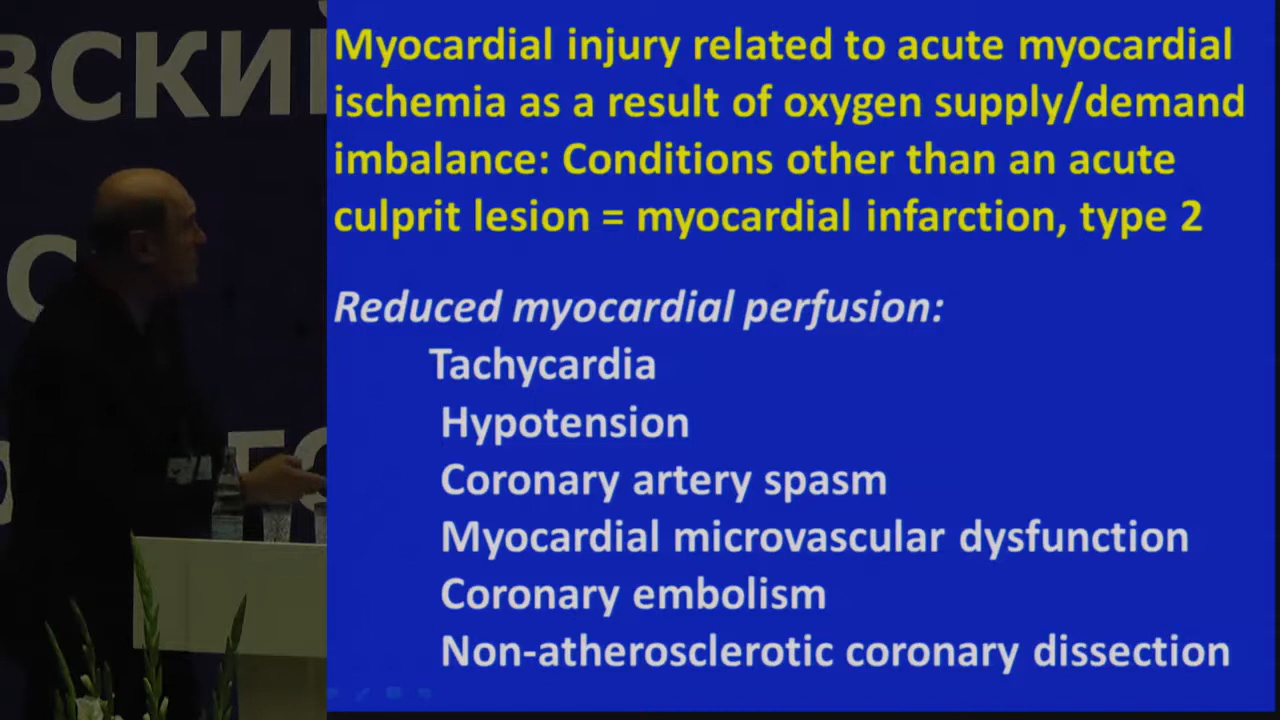 ВСКИЙ
С
Myocardial injury related to acute myocardial
ischemia as a result of oxygen supply/demand
imbalance: Conditions other than an acute
culprit lesion = myocardial infarction, type 2
Reduced myocardial perfusion:
Tachycardia
Hypotension
Coronary artery spasm
Myocardial microvascular dysfunction
Coronary embolism
Non-atherosclerotic coronary dissection